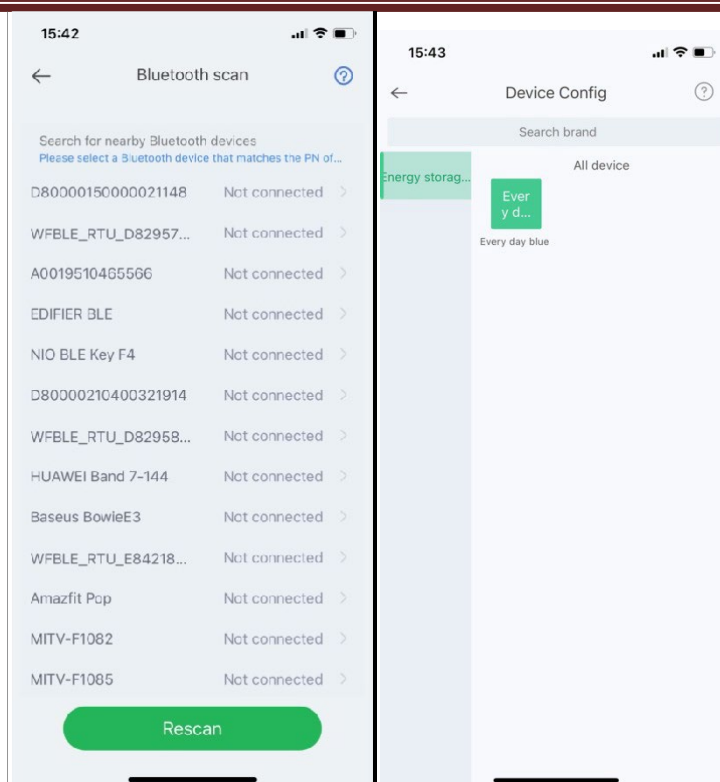 15:42
Bluetooth scan
Search for nearby Bluetooth devices
Please select a Bluetooth device that matches the PN of...
D80000150000021148 Not connected
WFBLE_RTU_D82957... Not connected
A0019510465566 Not connected
EDIFIER BLE Not connected
NIO BLE Key F4 Not connected
D80000210400321914 Not connected
WFBLE_RTU_D82958... Not connected
HUAWEI Band 7-144 Not connected
Baseus BowieE3 Not connected
WFBLE_RTU_E84218... Not connected
Amazfit Pop Not connected
MITV-F1082 Not connected
MITV-F1085 Not connected
Rescan
15:43
Device Config
Search brand
Energy storag...
All device
Ever
y d...
Every day blue